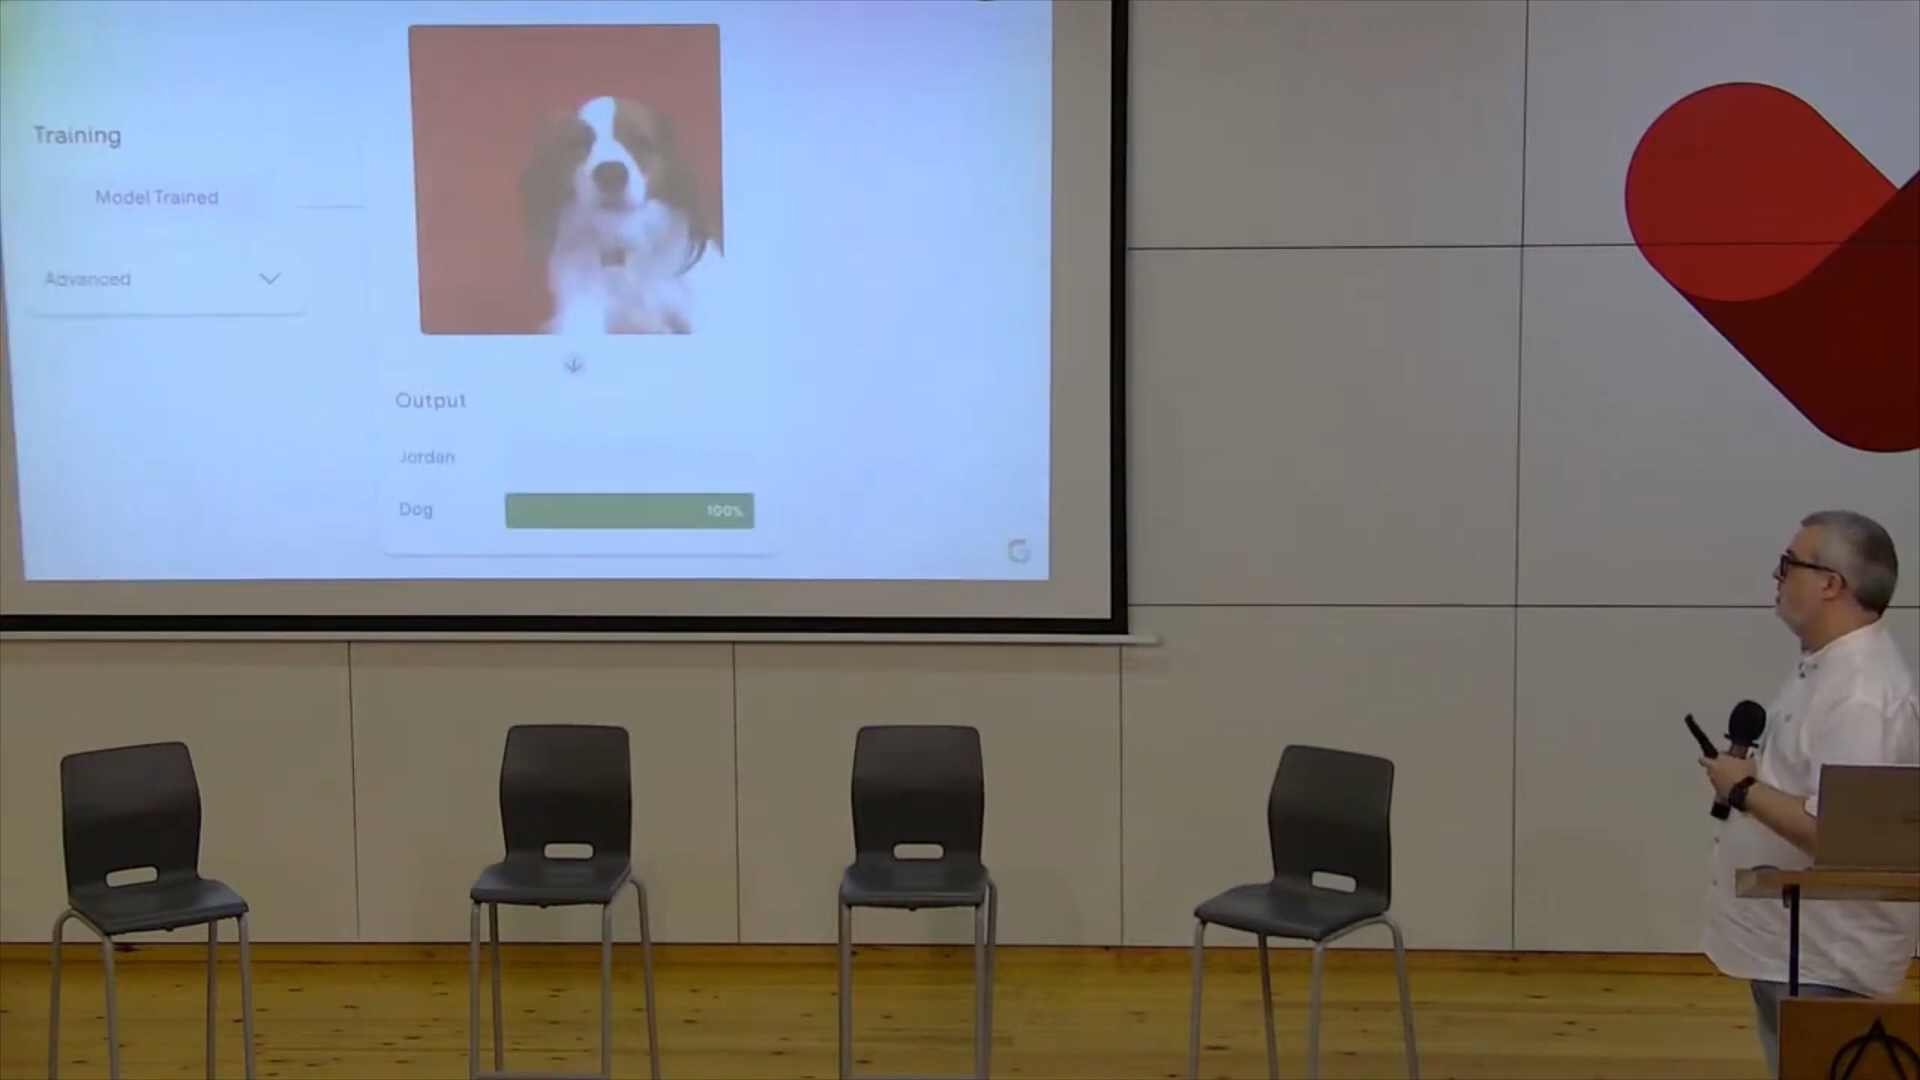 Training
Model Trained
Advanced
Output
Jordan
Dog
100%